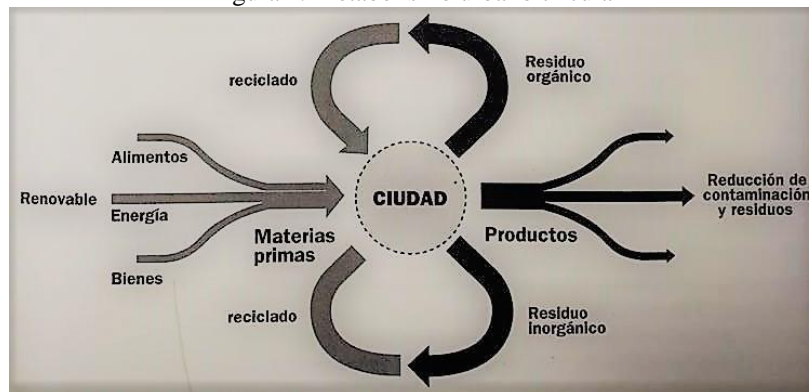 reciclado
Residuo
orgánico
Alimentos
Renovable
Energía
Bienes
Materias
primas
CIUDAD
Productos
Reducción de
contaminación
y residuos
reciclado
Residuo
inorgánico